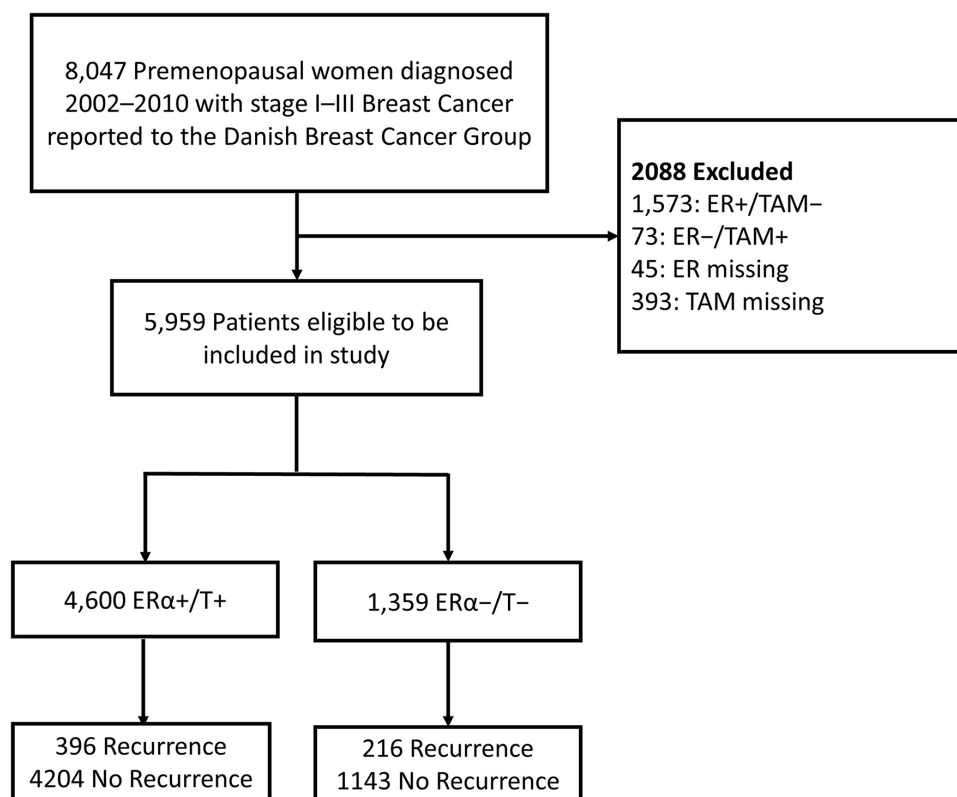 8,047 Premenopausal women diagnosed
2002–2010 with stage I–III Breast Cancer
reported to the Danish Breast Cancer Group
2088 Excluded
1,573: ER+/TAM−
73: ER−/TAM+
45: ER missing
393: TAM missing
5,959 Patients eligible to be
included in study
4,600 ERα+/T+
1,359 ERα−/T−
396 Recurrence
4204 No Recurrence
216 Recurrence
1143 No Recurrence